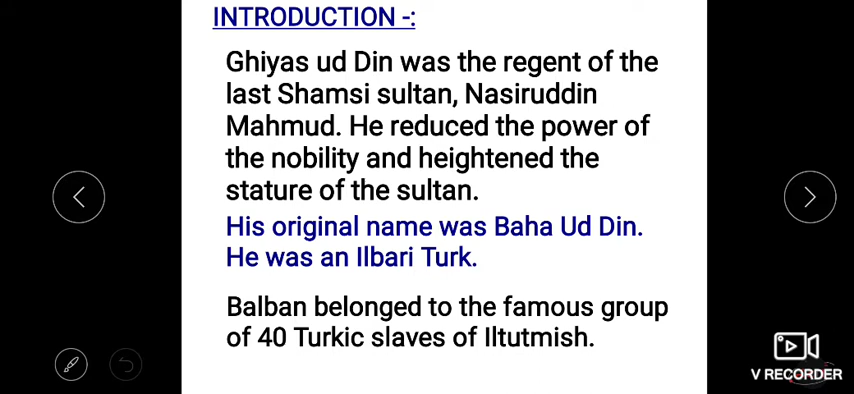 INTRODUCTION -:
Ghiyas ud Din was the regent of the
last Shamsi sultan, Nasiruddin
Mahmud. He reduced the power of
the nobility and heightened the
stature of the sultan.
His original name was Baha Ud Din.
He was an Ilbari Turk.
Balban belonged to the famous group
of 40 Turkic slaves of Iltutmish.
V RECORDER